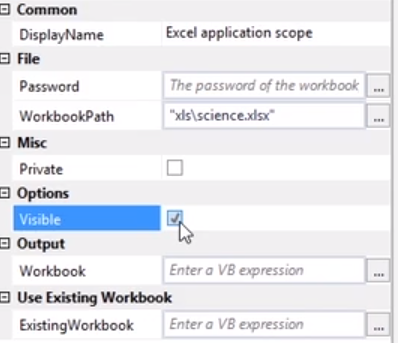 Common
DisplayName Excel application scope
File
Password The password of the workbook ...
WorkbookPath "xls\science.xlsx" ...
Misc
Private
Options
Visible
Output
Workbook Enter a VB expression ...
Use Existing Workbook
ExistingWorkbook Enter a VB expression ...